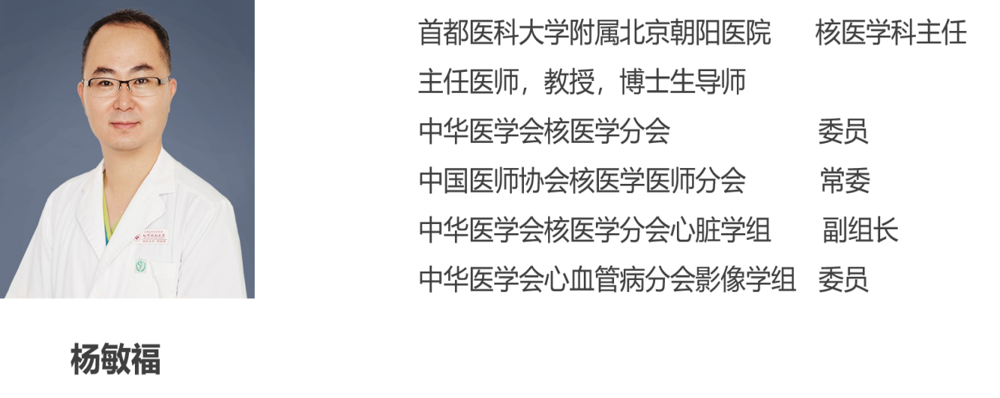 首都医科大学附属北京朝阳医院 核医学科主任
主任医师，教授，博士生导师
中华医学会核医学分会 委员
中国医师协会核医学医师分会 常委
中华医学会核医学分会心脏学组 副组长
中华医学会心血管病分会影像学组 委员
杨敏福